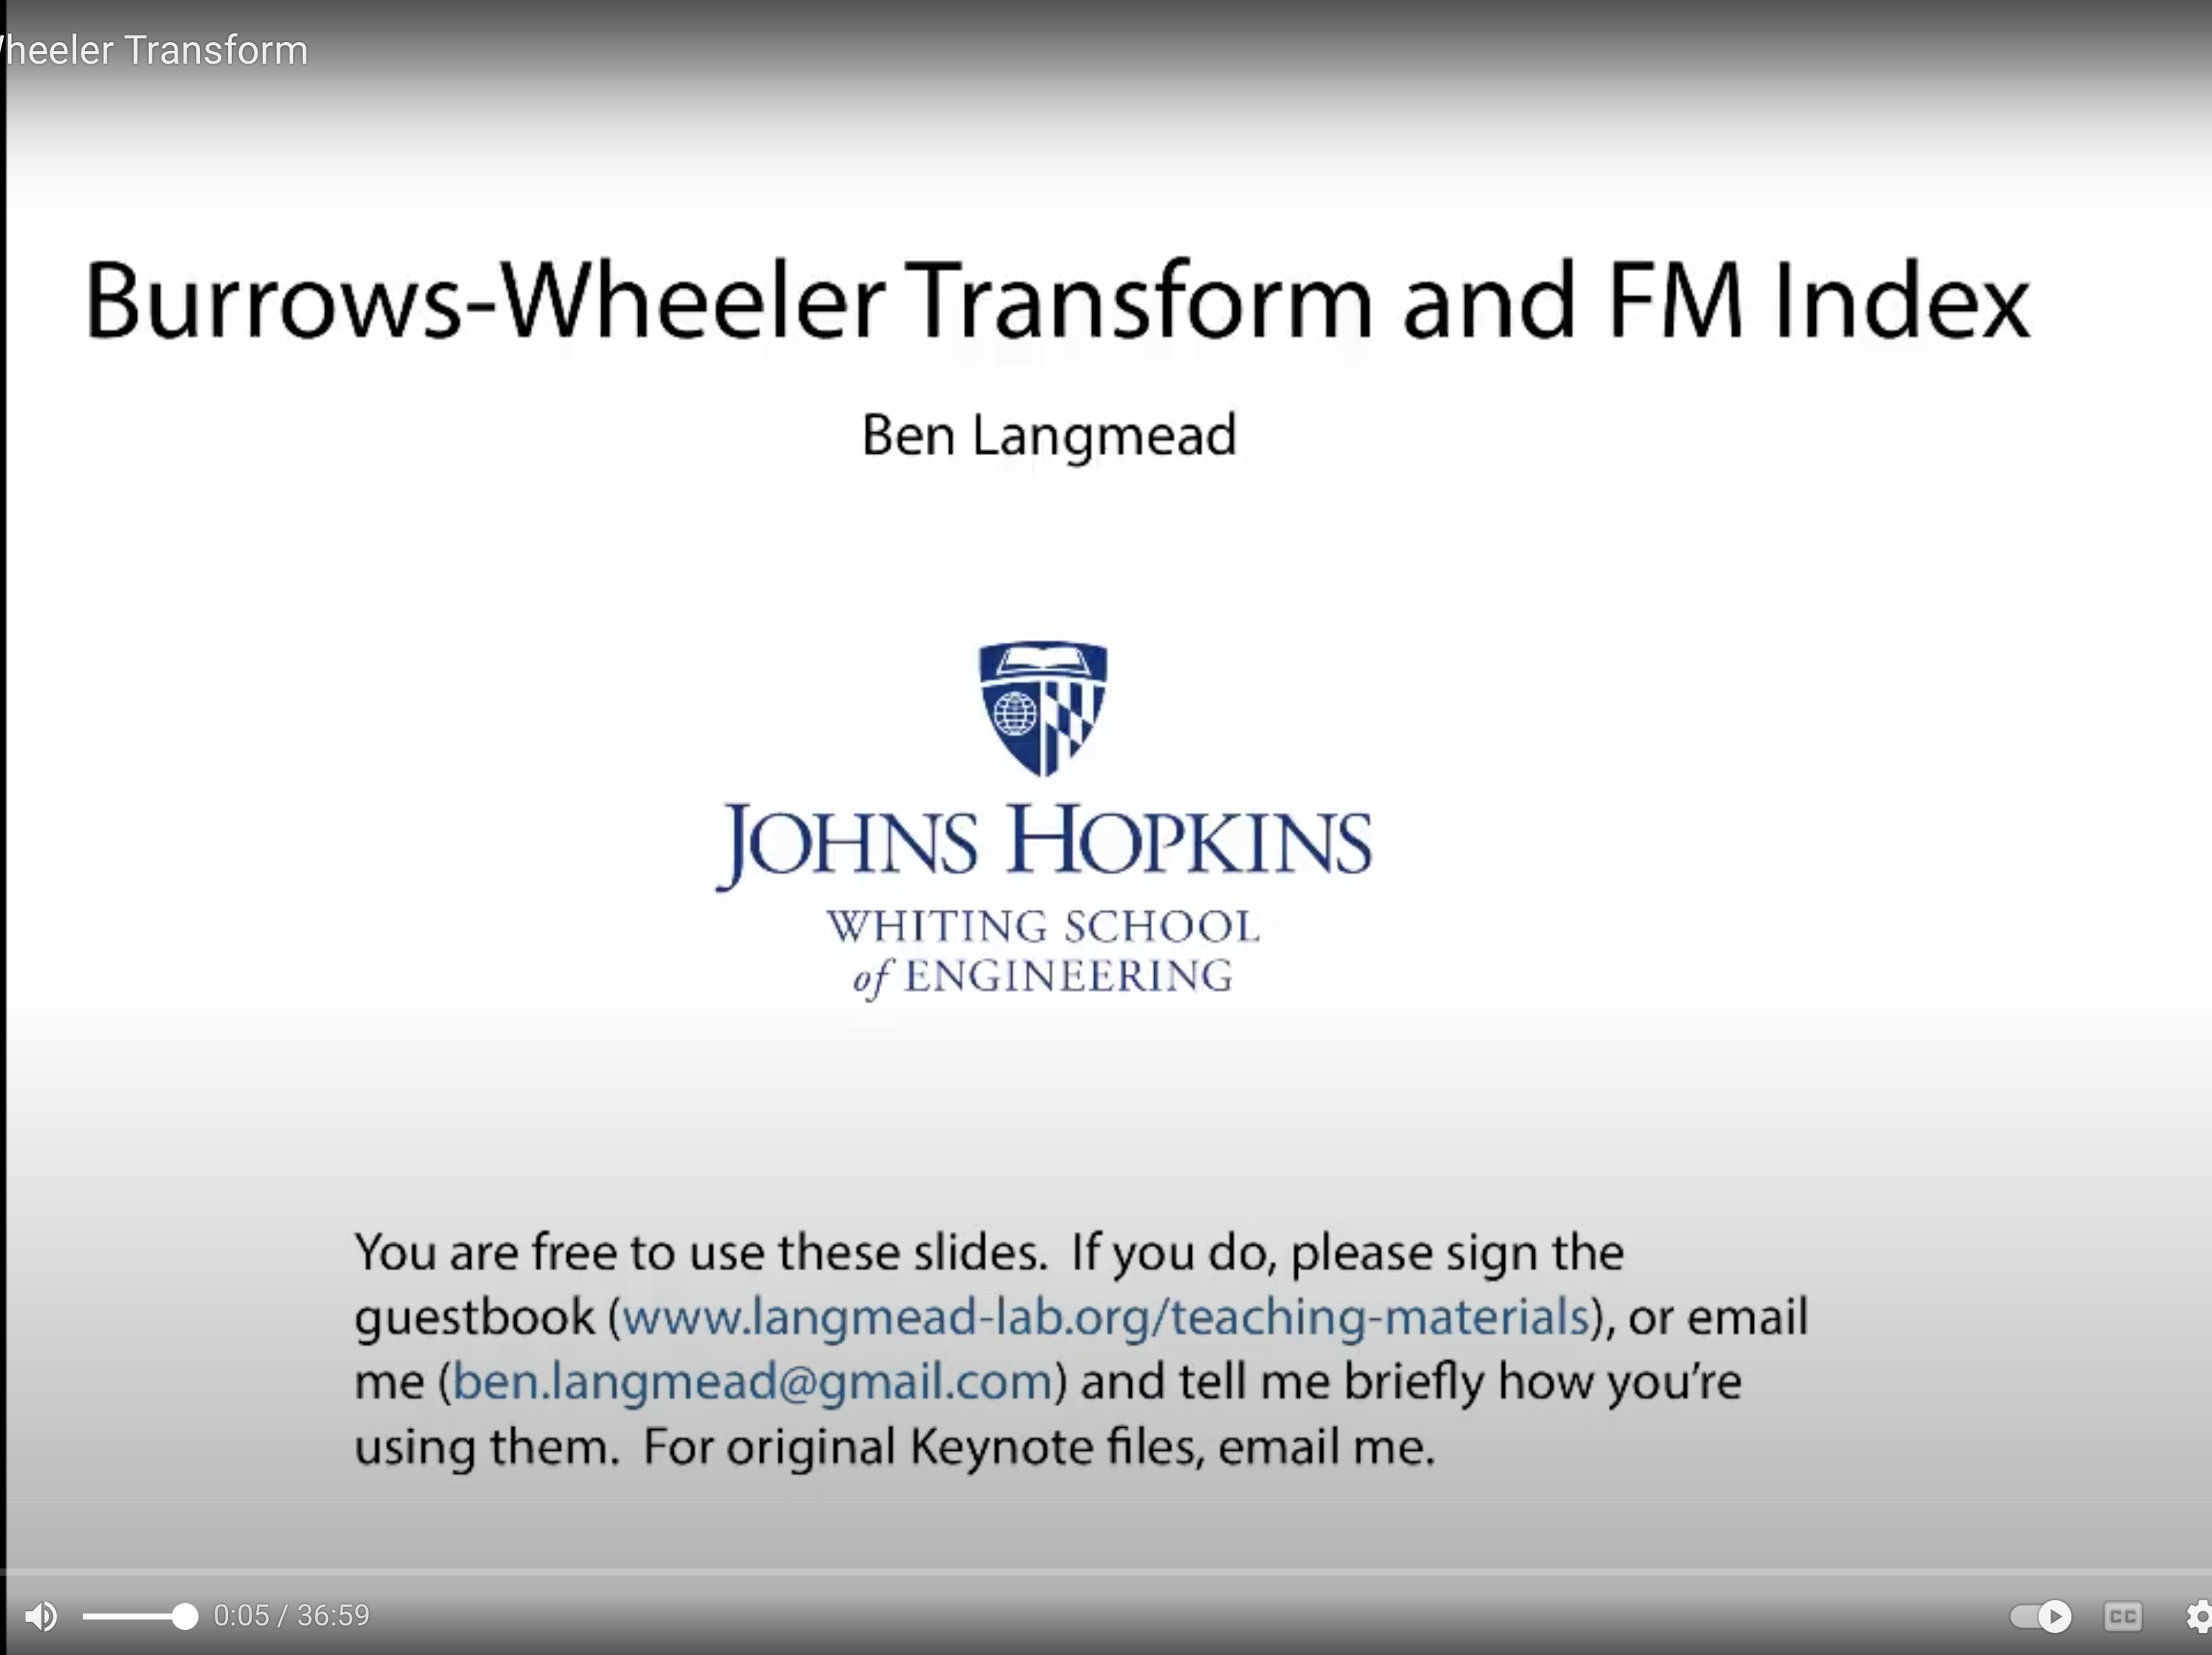 heeler Transform
Burrows-Wheeler Transform and FM Index
Ben Langmead
JOHNS HOPKINS
WHITING SCHOOL
of ENGINEERING
You are free to use these slides.  If you do, please sign the
guestbook (www.langmead-lab.org/teaching-materials), or email
me (ben.langmead@gmail.com) and tell me briefly how you’re
using them.  For original Keynote files, email me.
0:05 / 36:59 CC